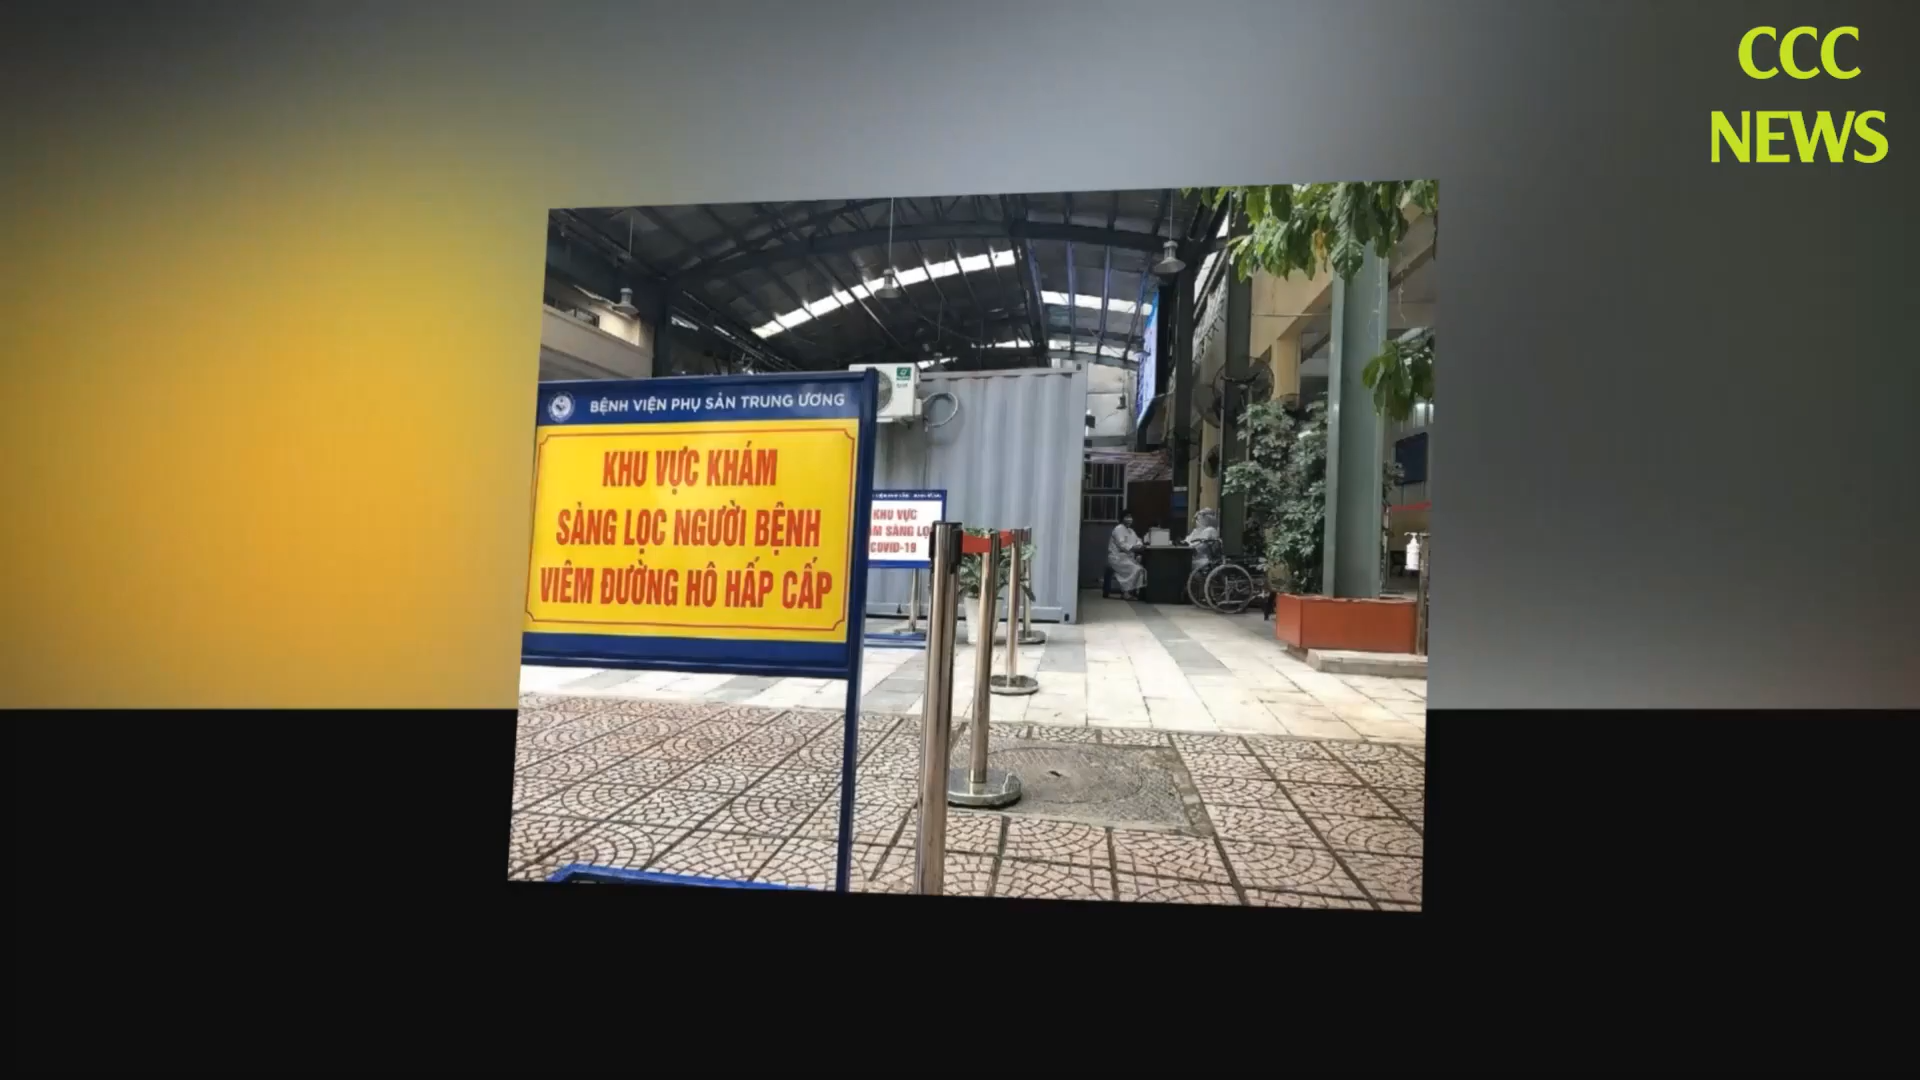 CCC
NEWS
BỆNH VIỆN PHỤ SẢN TRUNG ƯƠNG
KHU VỰC KHÁM
SÀNG LỌC NGƯỜI BỆNH
VIÊM ĐƯỜNG HÔ HẤP CẤP
KHU VỰC
SÀNG
COVID-19